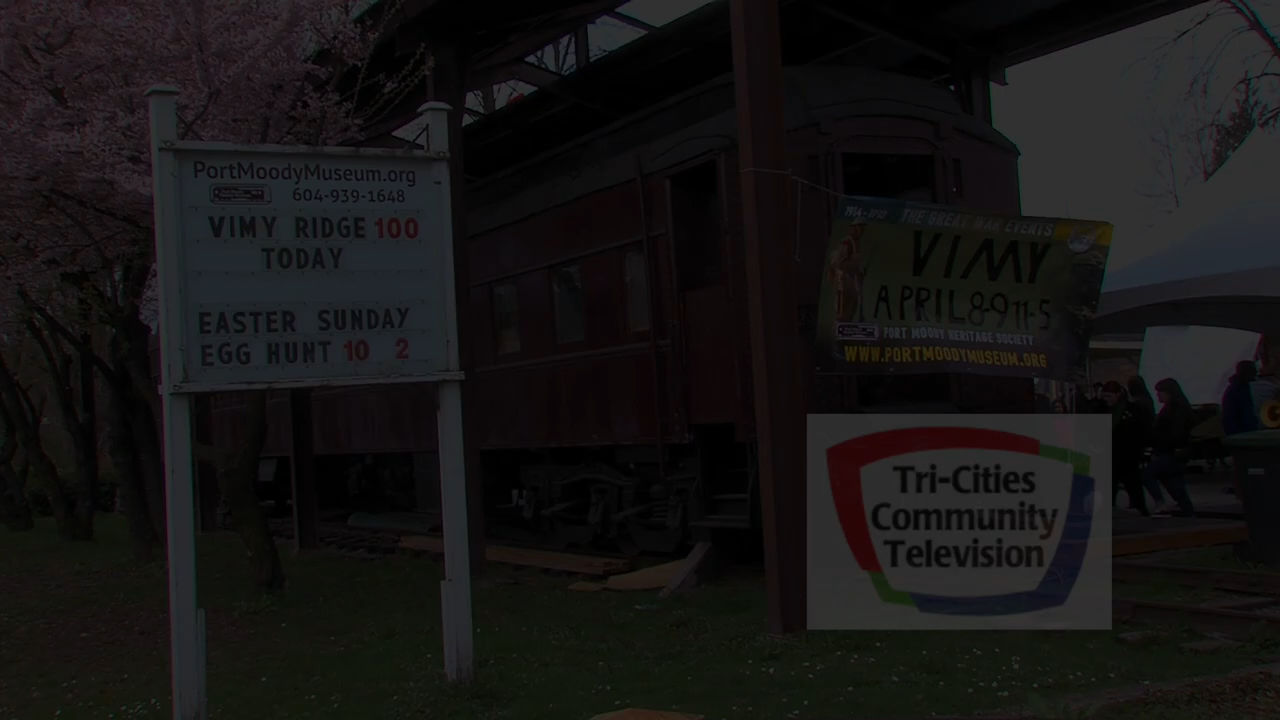 PortMoodyMuseum.org
604-939-1648
VIMY RIDGE 100
TODAY
EASTER SUNDAY
EGG HUNT 10 2
THE GREAT WAR EVENTS
VIMY
APRIL 8-9 11-5
PORT MOODY HERITAGE SOCIETY
WWW.PORTMOODYMUSEUM.ORG
Tri-Cities
Community
Television